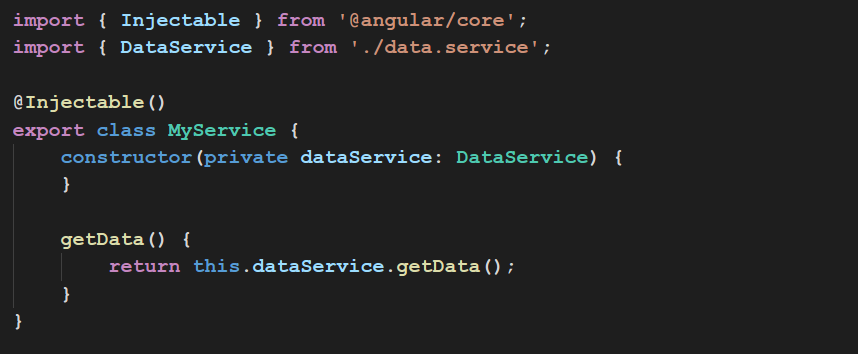 import { Injectable } from '@angular/core';
import { DataService } from './data.service';
@Injectable()
export class MyService {
constructor(private dataService: DataService) {
}
getData() {
return this.dataService.getData();
}
}